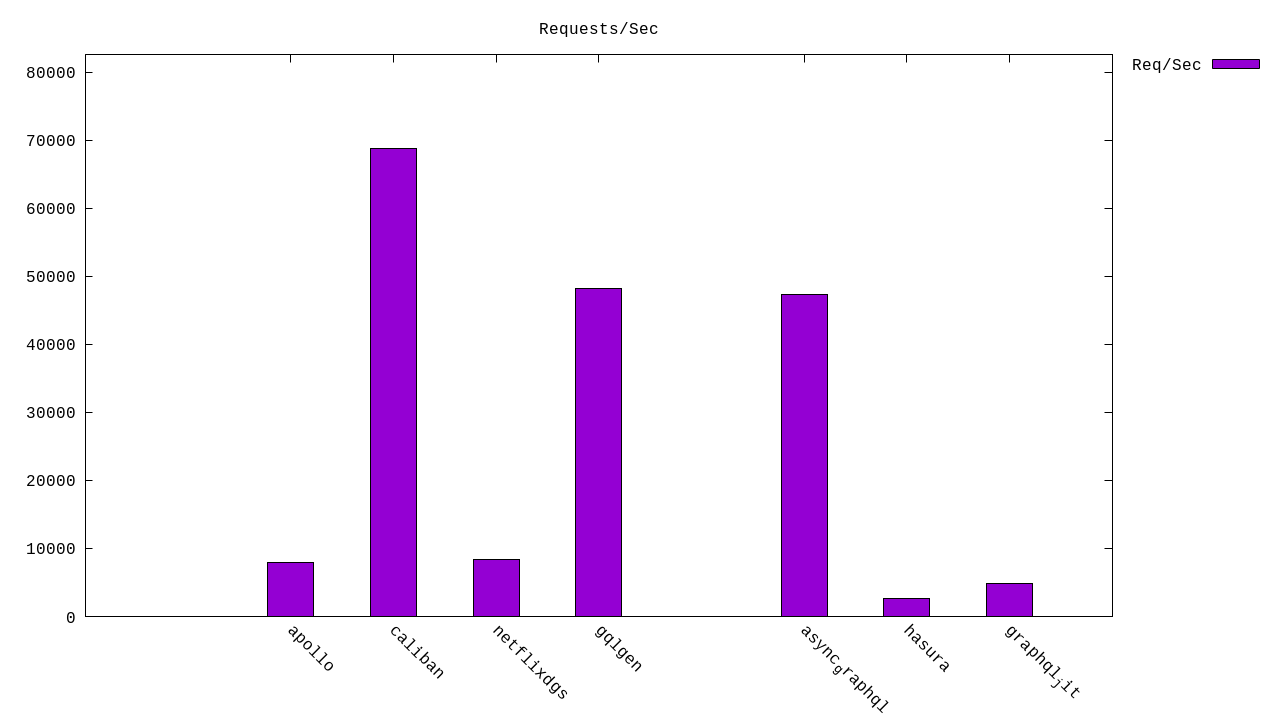 Requests/Sec
Req/Sec
80000
70000
60000
50000
40000
30000
20000
10000
0
apollo
caliban
netflixdgs
gqlgen
async_graphql
hasura
graphql_jit